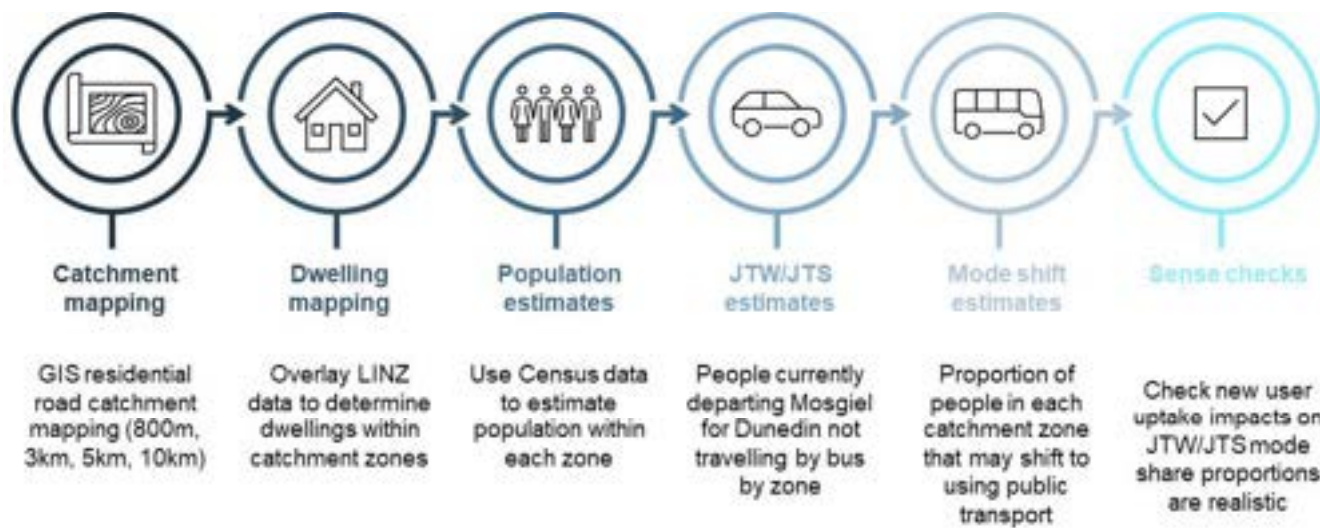 Catchment
mapping
GIS residential
road catchment
mapping (800m,
3km, 5km, 10km)
Dwelling
mapping
Overlay LINZ
data to determine
dwellings within
catchment zones
Population
estimates
Use Census data
to estimate
population within
each zone
JTW/JTS
estimates
People currently
departing Mosgiel
for Dunedin not
travelling by bus
by zone
Mode shift
estimates
Proportion of
people in each
catchment zone
that may shift to
using public
transport
Sense checks
Check new user
uptake impacts on
JTW/JTS mode
share proportions
are realistic